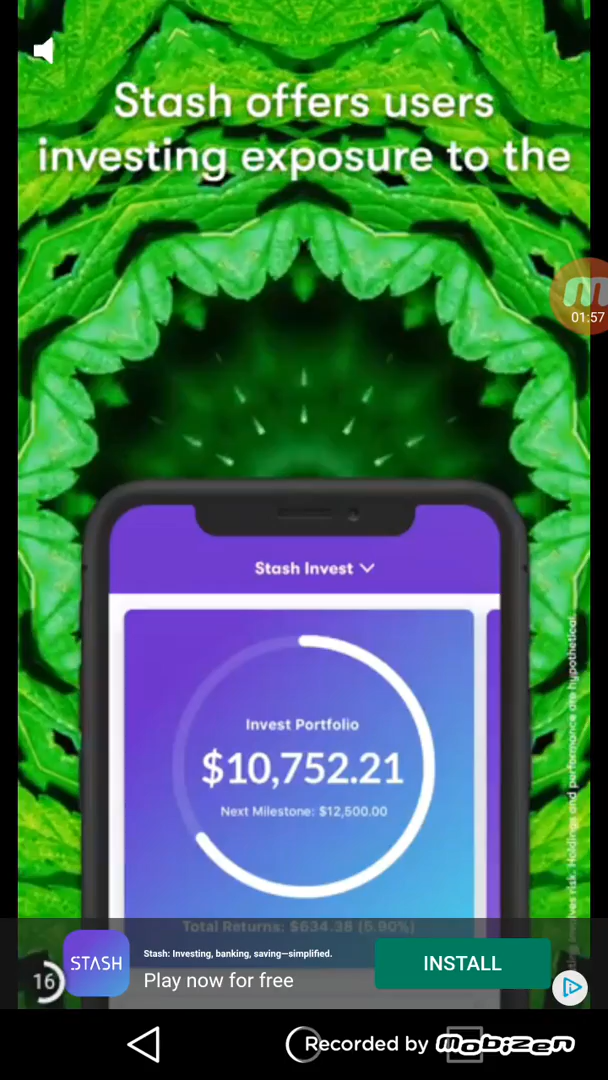 Stash offers users
investing exposure to the
01:57
Stash Invest
Invest Portfolio
$10,752.21
Next Milestone: $12,500.00
Total Returns: $634.38 (5.90%)
involves risk. Holdings and performance are hypothetical.
STASH
Stash: Investing, banking, saving—simplified.
Play now for free
INSTALL
16
Recorded by Mobizen